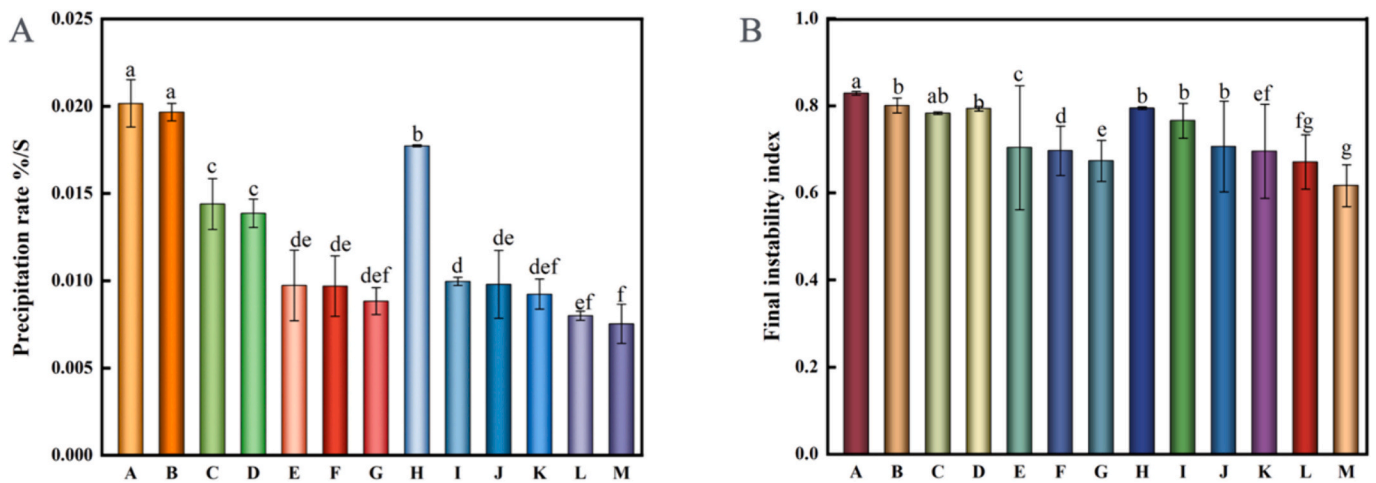 A
Precipitation rate %/S
0.025
0.020
0.015
0.010
0.005
0.000
a a c c de de def b d de def ef f
A B C D E F G H I J K L M
B
Final instability index
1.0
0.8
0.6
0.4
0.2
0.0
a b ab b c d e b b b ef fg g
A B C D E F G H I J K L M